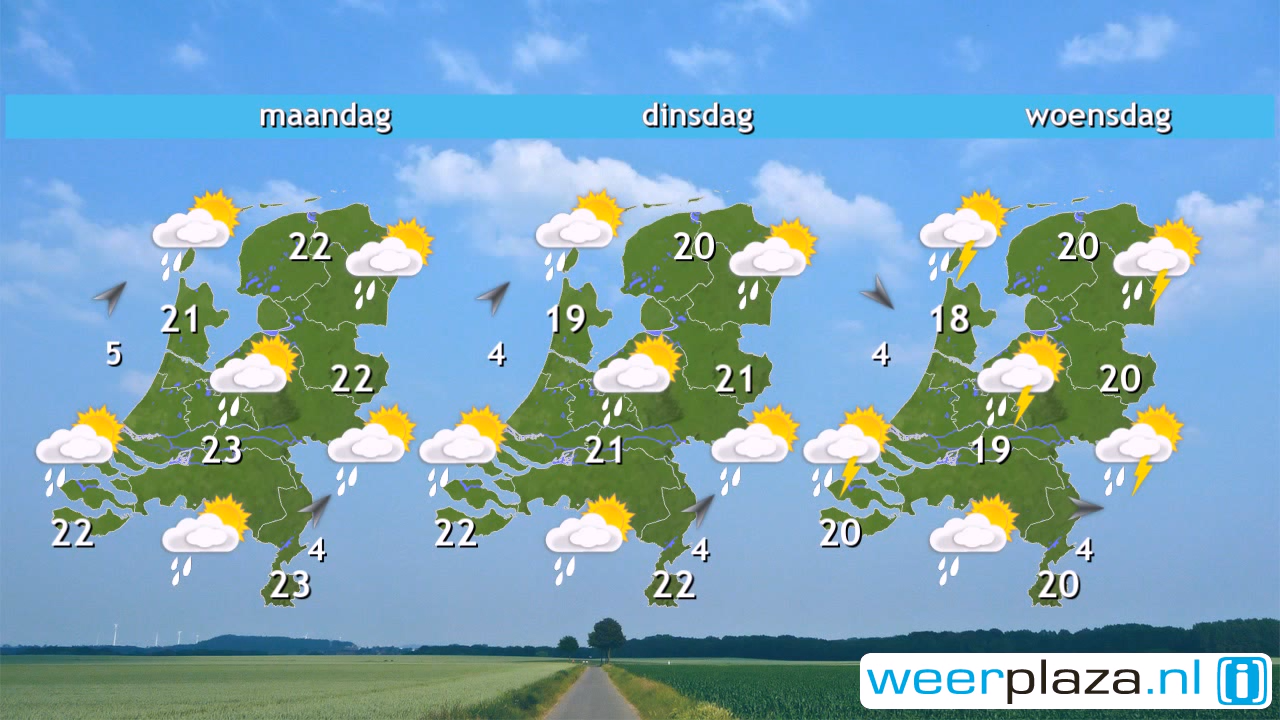 maandag dinsdag woensdag
22 20 20
21 19 18
5 4 4
22 21 20
23 21 19
22 22 20
4 4 4
23 22 20
weerplaza.nl i